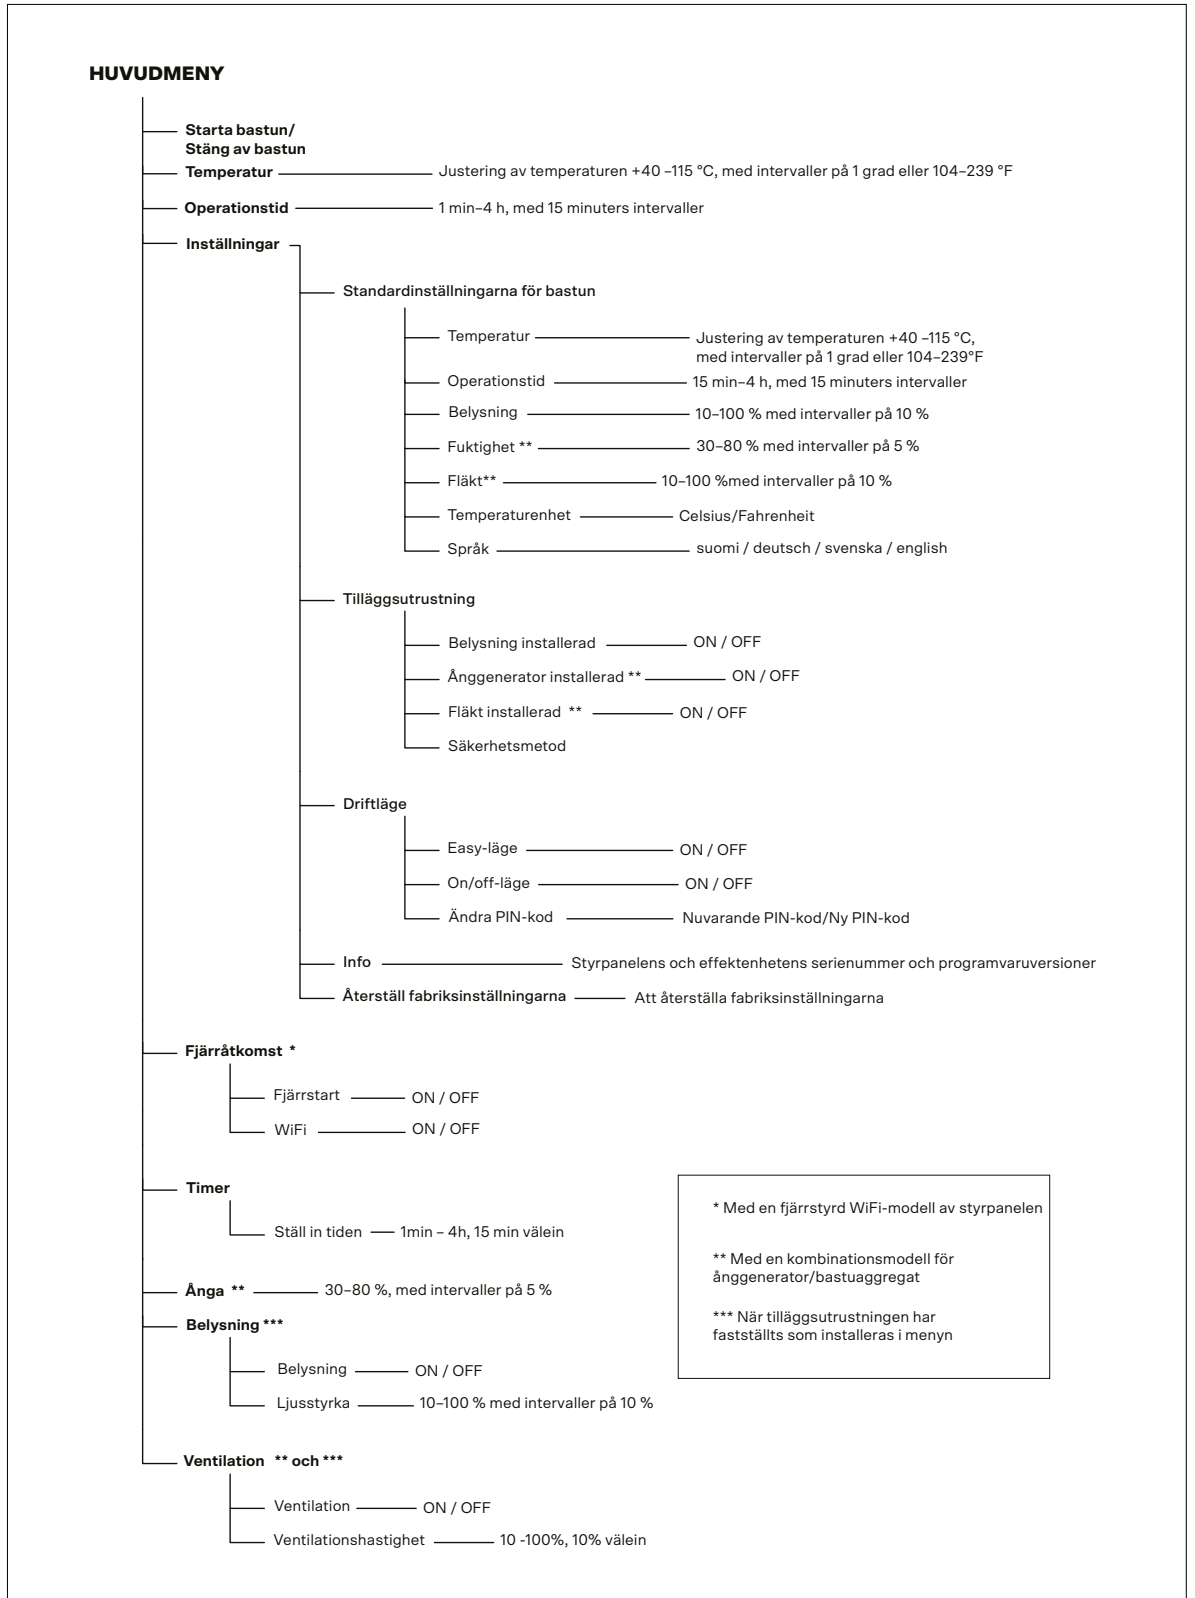 HUVUDMENY
Starta bastun/
Stäng av bastun
Temperatur
Justering av temperaturen +40 –115 °C, med intervaller på 1 grad eller 104–239 °F
Operationstid
1 min–4 h, med 15 minuters intervaller
Inställningar
Standardinställningarna för bastun
Temperatur
Justering av temperaturen +40 –115 °C,
med intervaller på 1 grad eller 104–239°F
Operationstid
15 min–4 h, med 15 minuters intervaller
Belysning
10–100 % med intervaller på 10 %
Fuktighet **
30–80 % med intervaller på 5 %
Fläkt**
10–100 %med intervaller på 10 %
Temperaturenhet
Celsius/Fahrenheit
Språk
suomi / deutsch / svenska / english
Tilläggsutrustning
Belysning installerad
ON / OFF
Ånggenerator installerad **
ON / OFF
Fläkt installerad **
ON / OFF
Säkerhetsmetod
Driftläge
Easy-läge
ON / OFF
On/off-läge
ON / OFF
Ändra PIN-kod
Nuvarande PIN-kod/Ny PIN-kod
Info
Styrpanelens och effektenhetens serienummer och programvaruversioner
Återställ fabriksinställningarna
Att återställa fabriksinställningarna
Fjärråtkomst *
Fjärrstart
ON / OFF
WiFi
ON / OFF
Timer
Ställ in tiden
1min – 4h, 15 min välein
Ånga **
30–80 %, med intervaller på 5 %
Belysning ***
Belysning
ON / OFF
Ljusstyrka
10–100 % med intervaller på 10 %
Ventilation ** och ***
Ventilation
ON / OFF
Ventilationshastighet
10 -100%, 10% välein
* Med en fjärrstyrd WiFi-modell av styrpanelen
** Med en kombinationsmodell för
ånggenerator/bastuaggregat
*** När tilläggsutrustningen har
fastställts som installeras i menyn